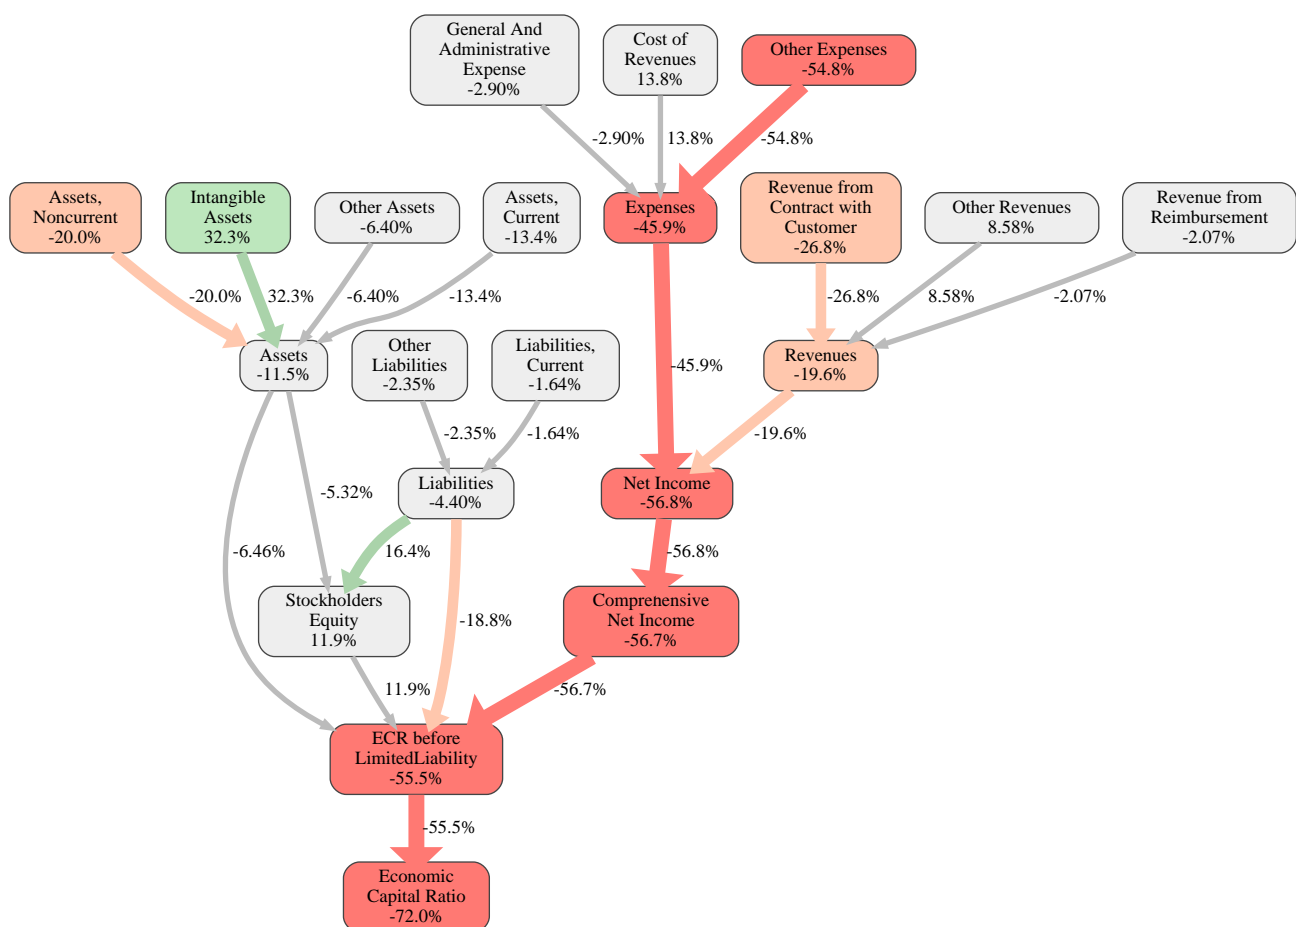 General And
Administrative
Expense
-2.90%
Cost of
Revenues
13.8%
Other Expenses
-54.8%
-2.90%
13.8%
-54.8%
Assets,
Noncurrent
-20.0%
Intangible
Assets
32.3%
Other Assets
-6.40%
Assets,
Current
-13.4%
Expenses
-45.9%
Revenue from
Contract with
Customer
-26.8%
Other Revenues
8.58%
Revenue from
Reimbursement
-2.07%
-20.0%
32.3%
-6.40%
-13.4%
-26.8%
8.58%
-2.07%
Assets
-11.5%
Other
Liabilities
-2.35%
Liabilities,
Current
-1.64%
-45.9%
Revenues
-19.6%
-2.35%
-1.64%
-19.6%
-5.32%
Liabilities
-4.40%
Net Income
-56.8%
-6.46%
16.4%
-56.8%
Stockholders
Equity
11.9%
-18.8%
Comprehensive
Net Income
-56.7%
11.9%
-56.7%
ECR before
LimitedLiability
-55.5%
-55.5%
Economic
Capital Ratio
-72.0%